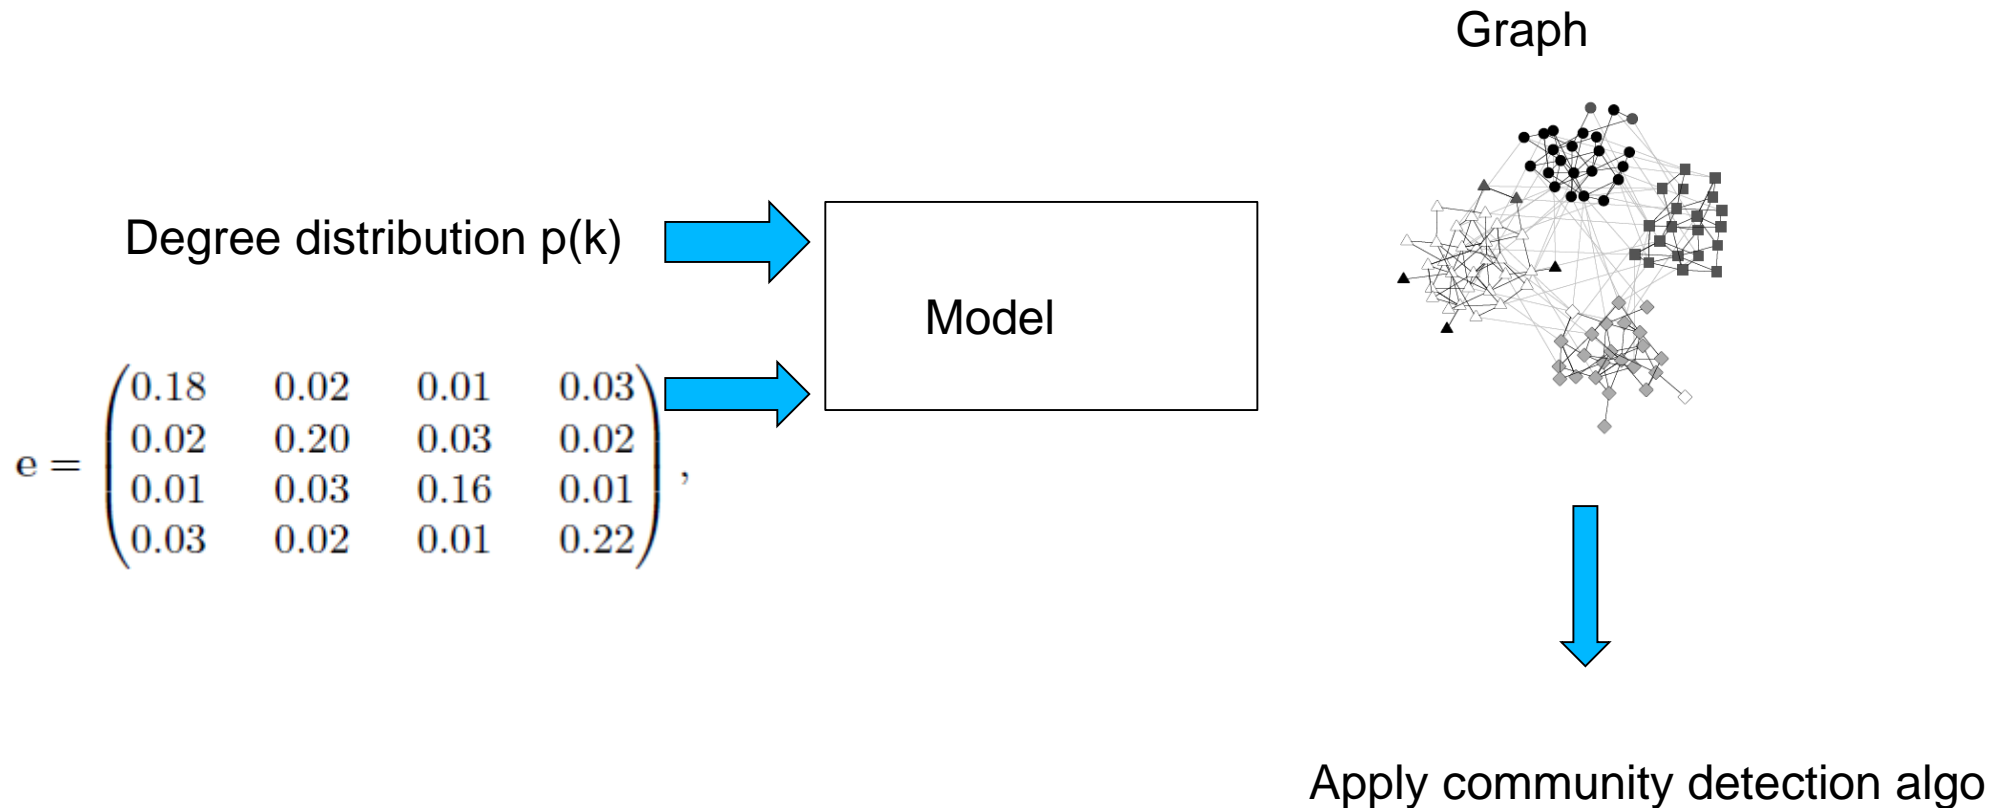 Graph
Degree distribution p(k)
Model
e = (0.18 0.02 0.01 0.03
0.02 0.20 0.03 0.02
0.01 0.03 0.16 0.01
0.03 0.02 0.01 0.22) ,
Apply community detection algo